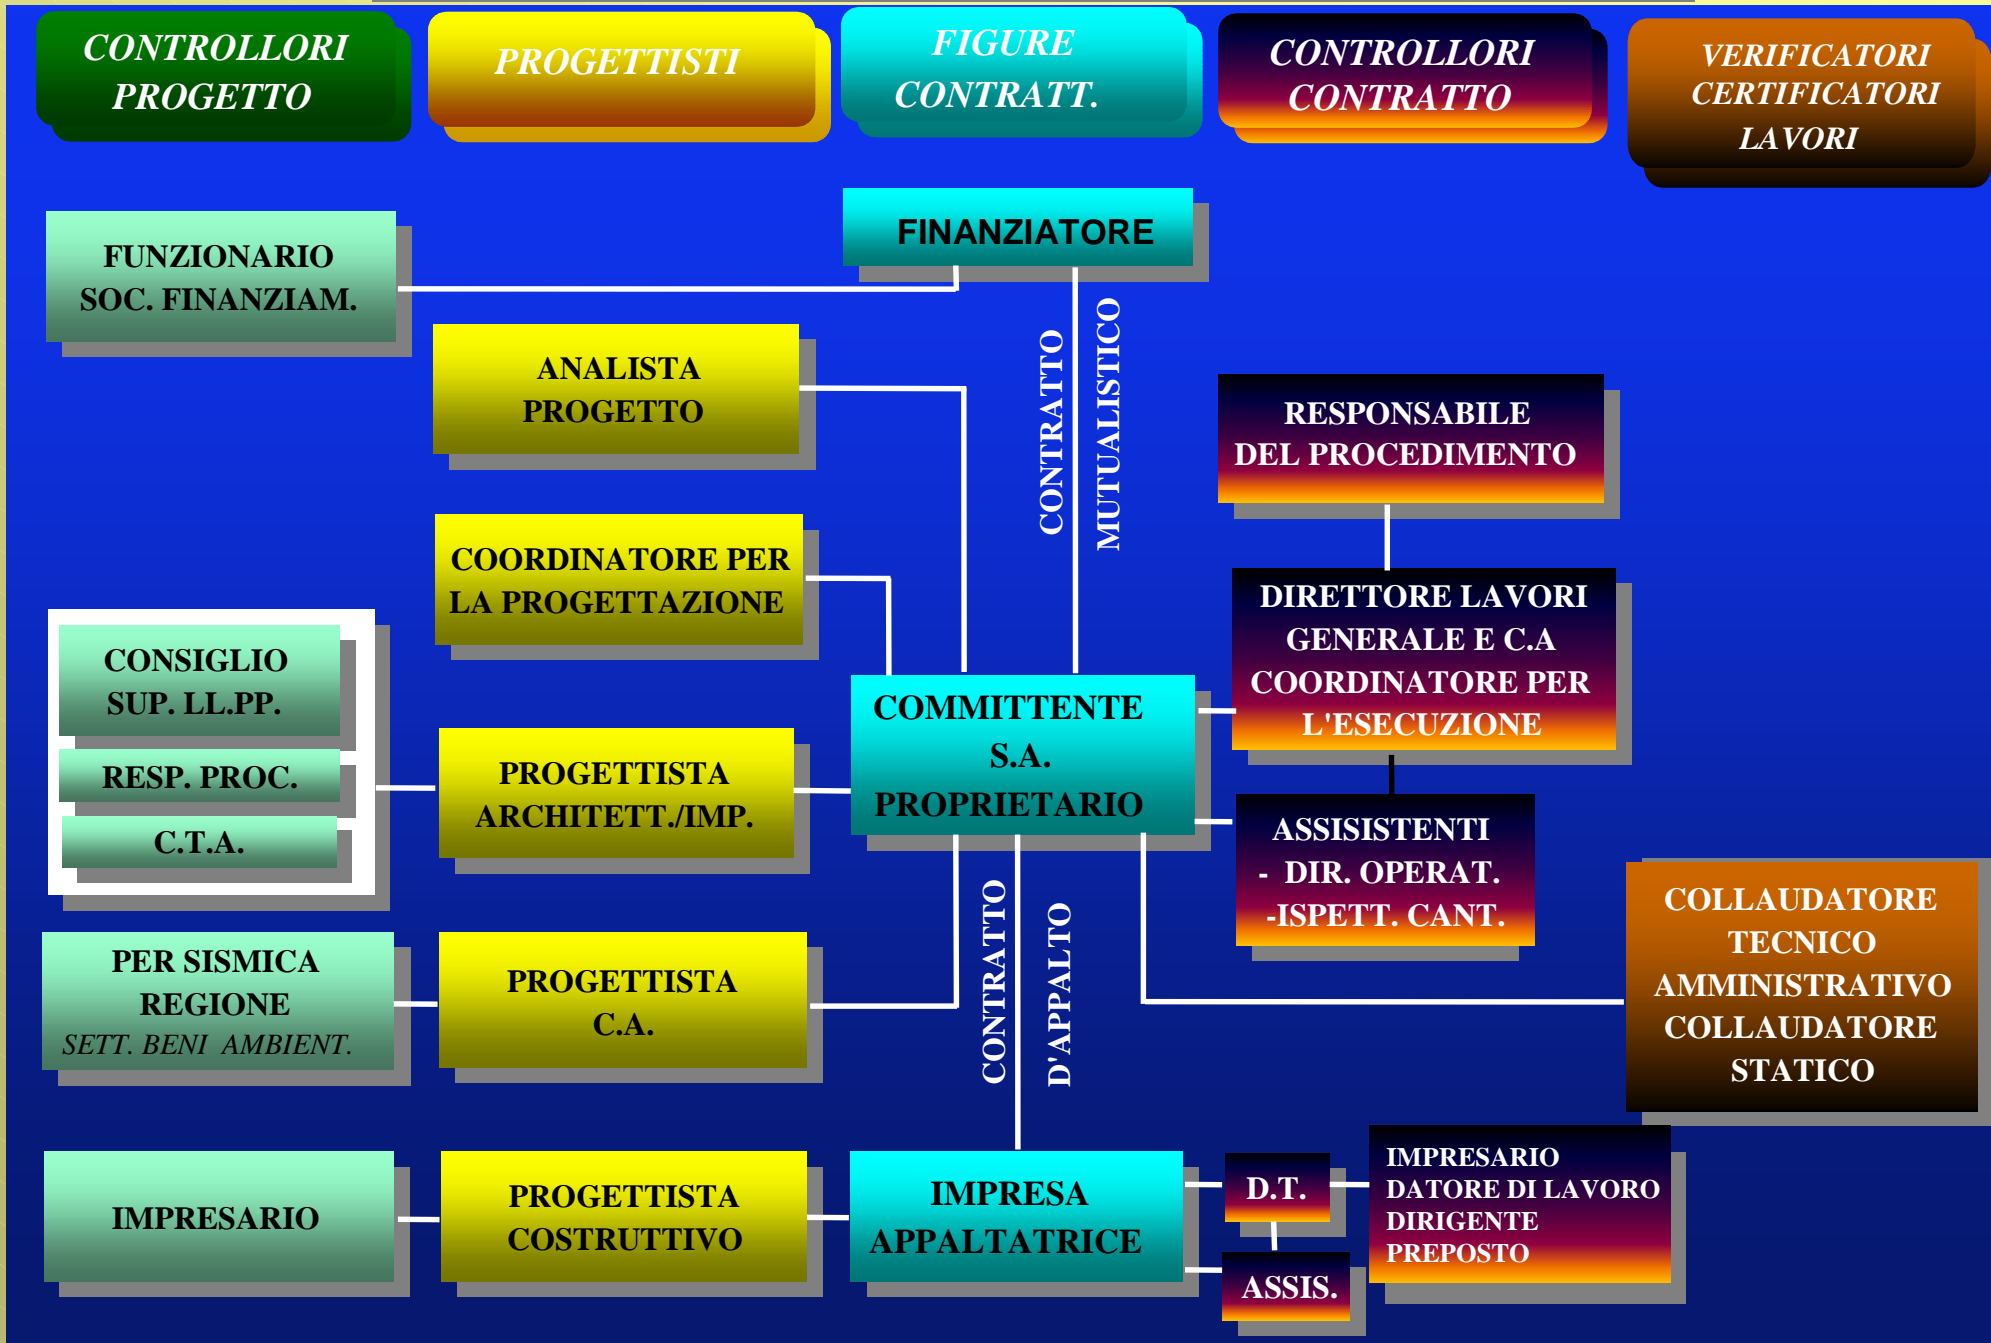 CONTROLLORI
PROGETTO
PROGETTISTI
FIGURE
CONTRATT.
CONTROLLORI
CONTRATTO
VERIFICATORI
CERTIFICATORI
LAVORI
FUNZIONARIO
SOC. FINANZIAM.
FINANZIATORE
ANALISTA
PROGETTO
CONTRATTO
MUTUALISTICO
RESPONSABILE
DEL PROCEDIMENTO
COORDINATORE PER
LA PROGETTAZIONE
DIRETTORE LAVORI
GENERALE E C.A
COORDINATORE PER
L'ESECUZIONE
CONSIGLIO
SUP. LL.PP.
RESP. PROC.
C.T.A.
PROGETTISTA
ARCHITETT./IMP.
COMMITTENTE
S.A.
PROPRIETARIO
ASSISISTENTI
- DIR. OPERAT.
-ISPETT. CANT.
COLLAUDATORE
TECNICO
AMMINISTRATIVO
COLLAUDATORE
STATICO
PER SISMICA
REGIONE
SETT. BENI AMBIENT.
PROGETTISTA
C.A.
CONTRATTO
D'APPALTO
IMPRESARIO
PROGETTISTA
COSTRUTTIVO
IMPRESA
APPALTATRICE
D.T.
ASSIS.
IMPRESARIO
DATORE DI LAVORO
DIRIGENTE
PREPOSTO